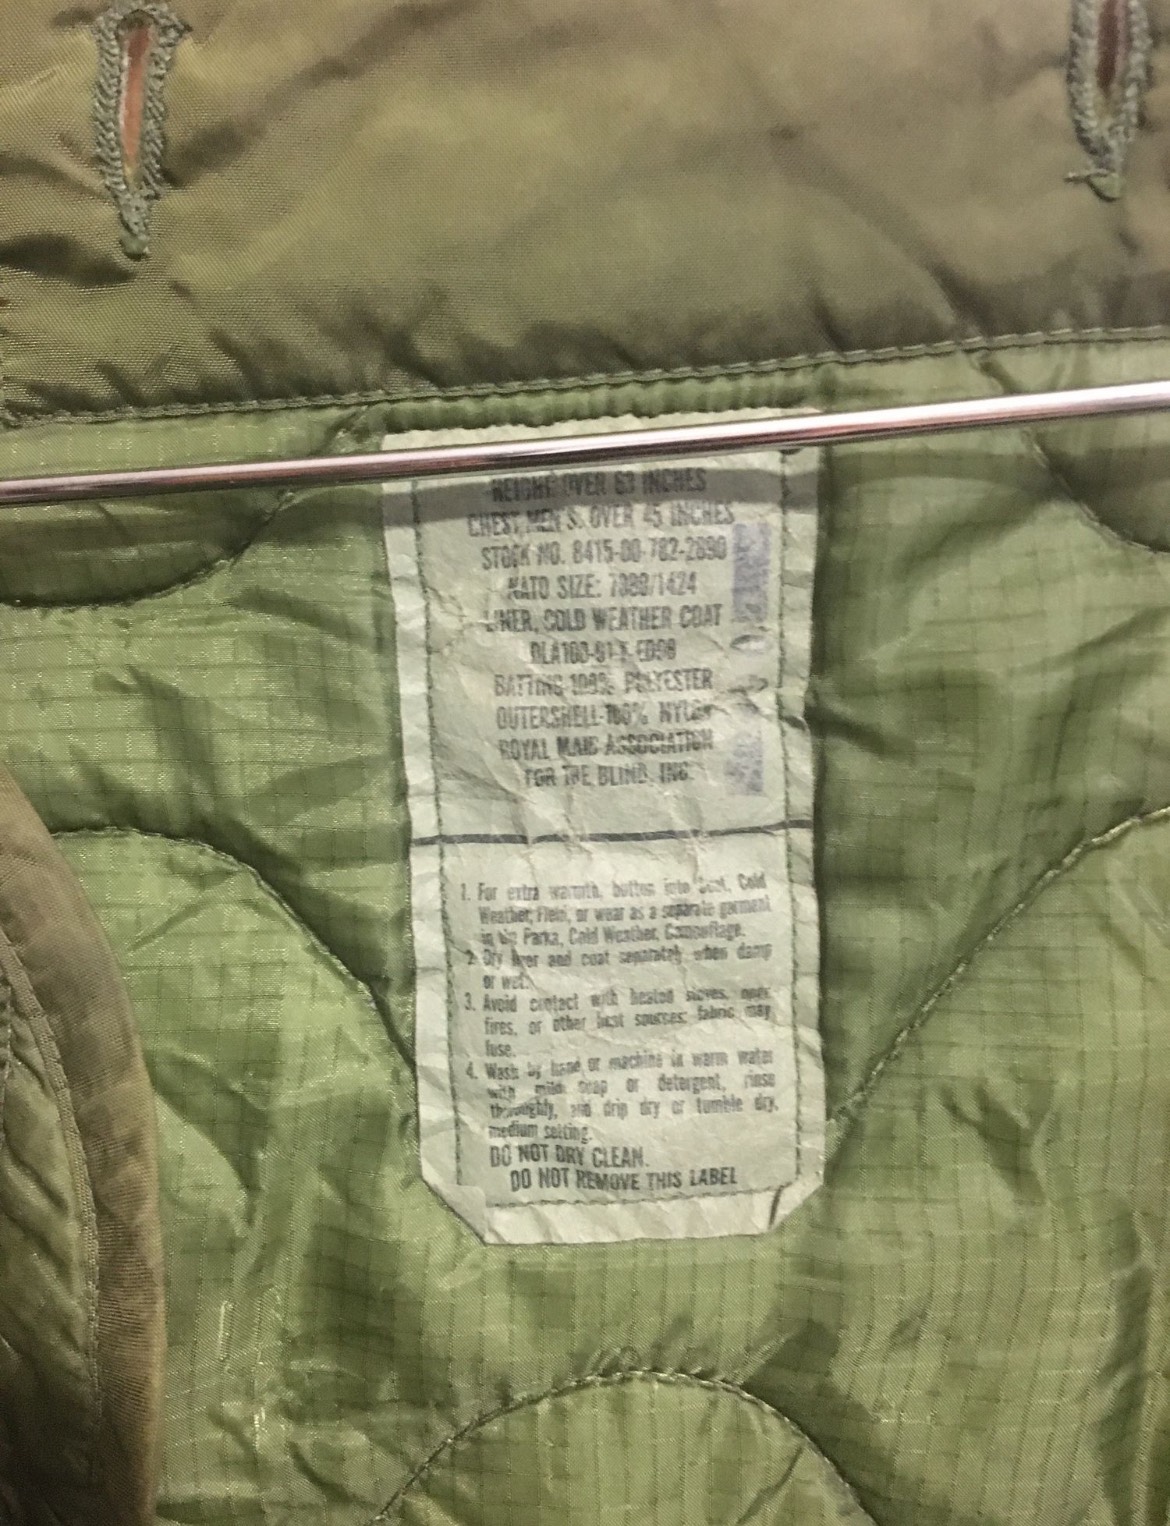 HEIGHT: OVER 63 INCHES
CHEST, MEN'S: OVER 45 INCHES
STOCK NO. 8415-00-782-2890
NATO SIZE: 7080/1424
LINER, COLD WEATHER COAT
BATTING-100% POLYESTER
OUTERSHELL-100% NYLON
ROYAL MAID ASSOCIATION
FOR THE BLIND, INC.
1. For extra warmth, button into Coat, Cold
Weather, Field, or wear as a separate garment
in the Parka, Cold Weather, Camouflage.
2. Dry liner and coat separately when damp
or wet.
3. Avoid contact with heated stoves, open
fires, or other heat sources; fabric may
fuse.
4. Wash by hand or machine in warm water
with mild soap or detergent, rinse
thoroughly, and drip dry or tumble dry,
medium setting.
DO NOT DRY CLEAN.
DO NOT REMOVE THIS LABEL